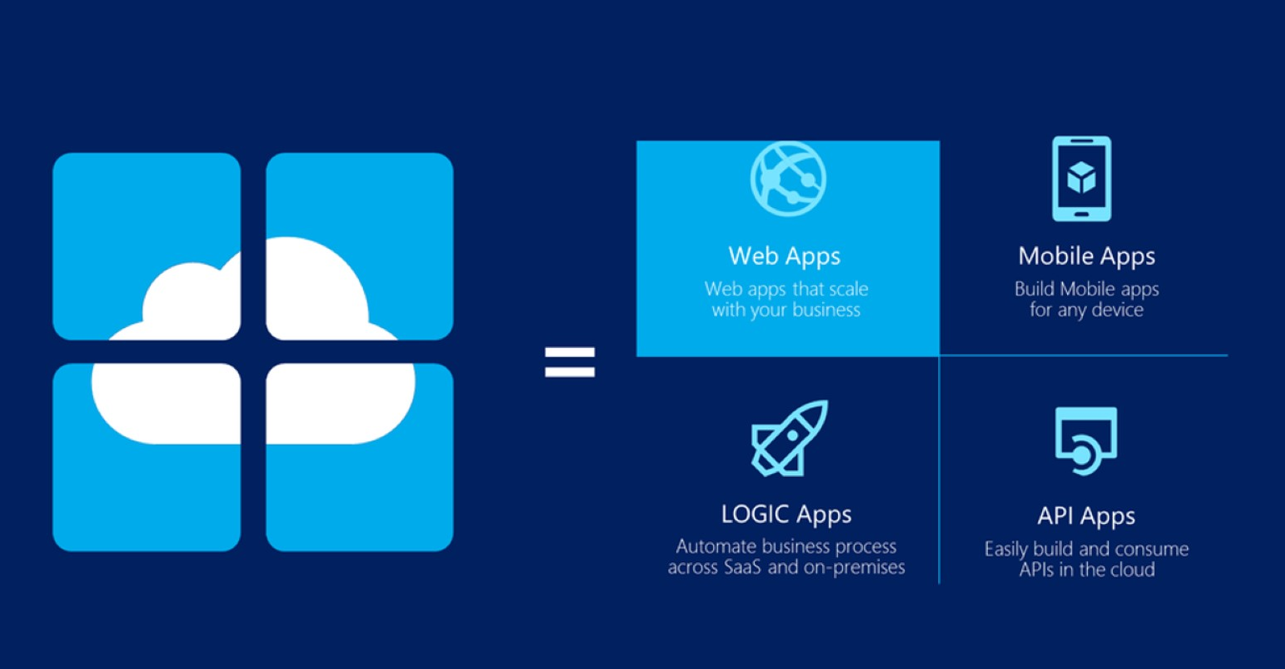 Web Apps
Web apps that scale
with your business
Mobile Apps
Build Mobile apps
for any device
=
LOGIC Apps
Automate business process
across SaaS and on-premises
API Apps
Easily build and consume
APIs in the cloud